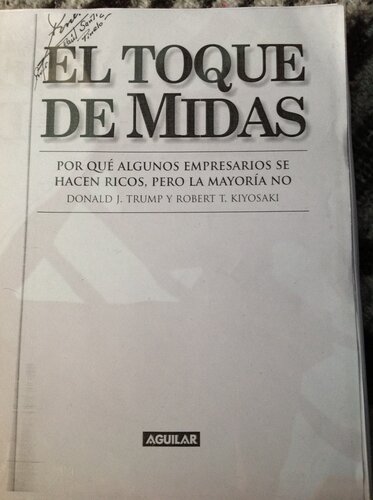 EL TOQUE
DE MIDAS
POR QUÉ ALGUNOS EMPRESARIOS SE
HACEN RICOS, PERO LA MAYORÍA NO
DONALD J. TRUMP Y ROBERT T. KIYOSAKI
AGUILAR